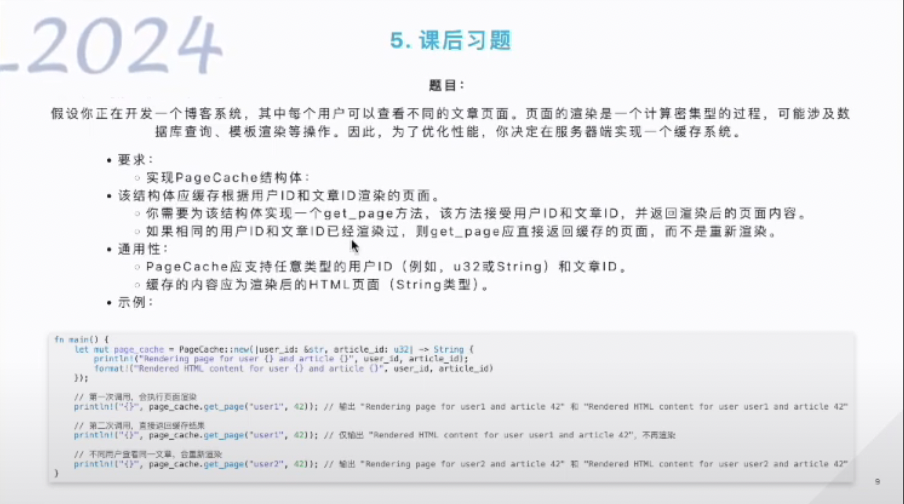 2024
5. 课后习题
题目：
假设你正在开发一个博客系统，其中每个用户可以查看不同的文章页面。页面的渲染是一个计算密集型的过程，可能涉及数
据库查询、模板渲染等操作。因此，为了优化性能，你决定在服务器端实现一个缓存系统。
• 要求：
◦ 实现PageCache结构体：
• 该结构体应缓存根据用户ID和文章ID渲染的页面。
◦ 你需要为该结构体实现一个get_page方法，该方法接受用户ID和文章ID，并返回渲染后的页面内容。
◦ 如果相同的用户ID和文章ID已经渲染过，则get_page应直接返回缓存的页面，而不是重新渲染。
• 通用性：
◦ PageCache应支持任意类型的用户ID（例如，u32或String）和文章ID。
◦ 缓存的内容应为渲染后的HTML页面（String类型）。
• 示例：
fn main() {
let mut page_cache = PageCache::new(|user_id: &str, article_id: u32| -> String {
println!("Rendering page for user {} and article {}", user_id, article_id);
format!("Rendered HTML content for user {} and article {}", user_id, article_id)
});
// 第一次调用，会执行页面渲染
println!("{}", page_cache.get_page("user1", 42)); // 输出 "Rendering page for user1 and article 42" 和 "Rendered HTML content for user user1 and article 42"
// 第二次调用，直接返回缓存结果
println!("{}", page_cache.get_page("user1", 42)); // 仅输出 "Rendered HTML content for user user1 and article 42"，不再渲染
// 不同用户查看同一文章，会重新渲染
println!("{}", page_cache.get_page("user2", 42)); // 输出 "Rendering page for user2 and article 42" 和 "Rendered HTML content for user user2 and article 42"
}
9